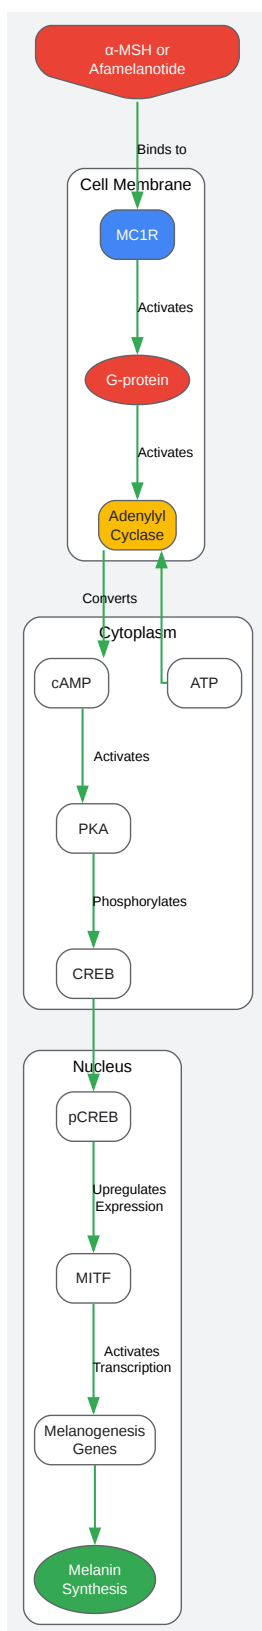 α-MSH or
Afamelanotide
Binds to
Cell Membrane
MC1R
Activates
G-protein
Activates
Adenylyl
Cyclase
Converts
Cytoplasm
cAMP
ATP
Activates
PKA
Phosphorylates
CREB
Nucleus
pCREB
Upregulates
Expression
MITF
Activates
Transcription
Melanogenesis
Genes
Melanin
Synthesis